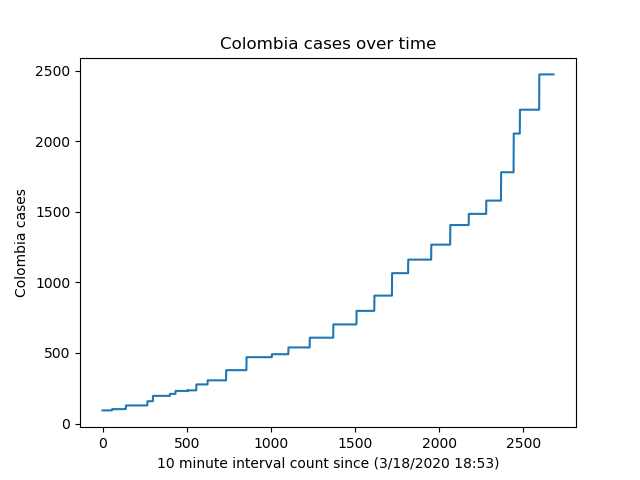 Colombia cases over time
2500
2000
1500
1000
500
0
Colombia cases
0 500 1000 1500 2000 2500
10 minute interval count since (3/18/2020 18:53)